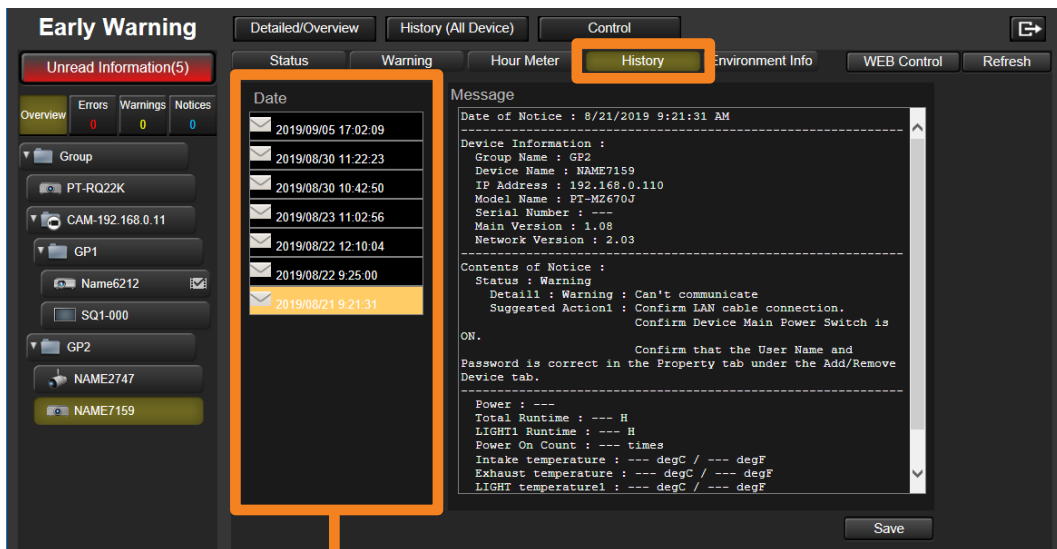 Early Warning
Detailed/Overview
History (All Device)
Control
Unread Information(5)
Status
Warning
Hour Meter
History
Environment Info
WEB Control
Refresh
Overview
Errors
0
Warnings
0
Notices
0
Group
PT-RQ22K
CAM-192.168.0.11
GP1
Name6212
SQ1-000
GP2
NAME2747
NAME7159
Date
2019/09/05 17:02:09
2019/08/30 11:22:23
2019/08/30 10:42:50
2019/08/23 11:02:56
2019/08/22 12:10:04
2019/08/22 9:25:00
2019/08/21 9:21:31
Message
Date of Notice : 8/21/2019 9:21:31 AM
------------------------------------------------------------
Device Information :
Group Name : GP2
Device Name : NAME7159
IP Address : 192.168.0.110
Model Name : PT-MZ670J
Serial Number : ---
Main Version : 1.08
Network Version : 2.03
------------------------------------------------------------
Contents of Notice :
Status : Warning
Detail1 : Warning : Can't communicate
Suggested Action1 : Confirm LAN cable connection.
Confirm Device Main Power Switch is
ON.
Confirm that the User Name and
Password is correct in the Property tab under the Add/Remove
Device tab.
------------------------------------------------------------
Power : ---
Total Runtime : --- H
LIGHT1 Runtime : --- H
Power On Count : --- times
Intake temperature : --- degC / --- degF
Exhaust temperature : --- degC / --- degF
LIGHT temperature1 : --- degC / --- degF
Save